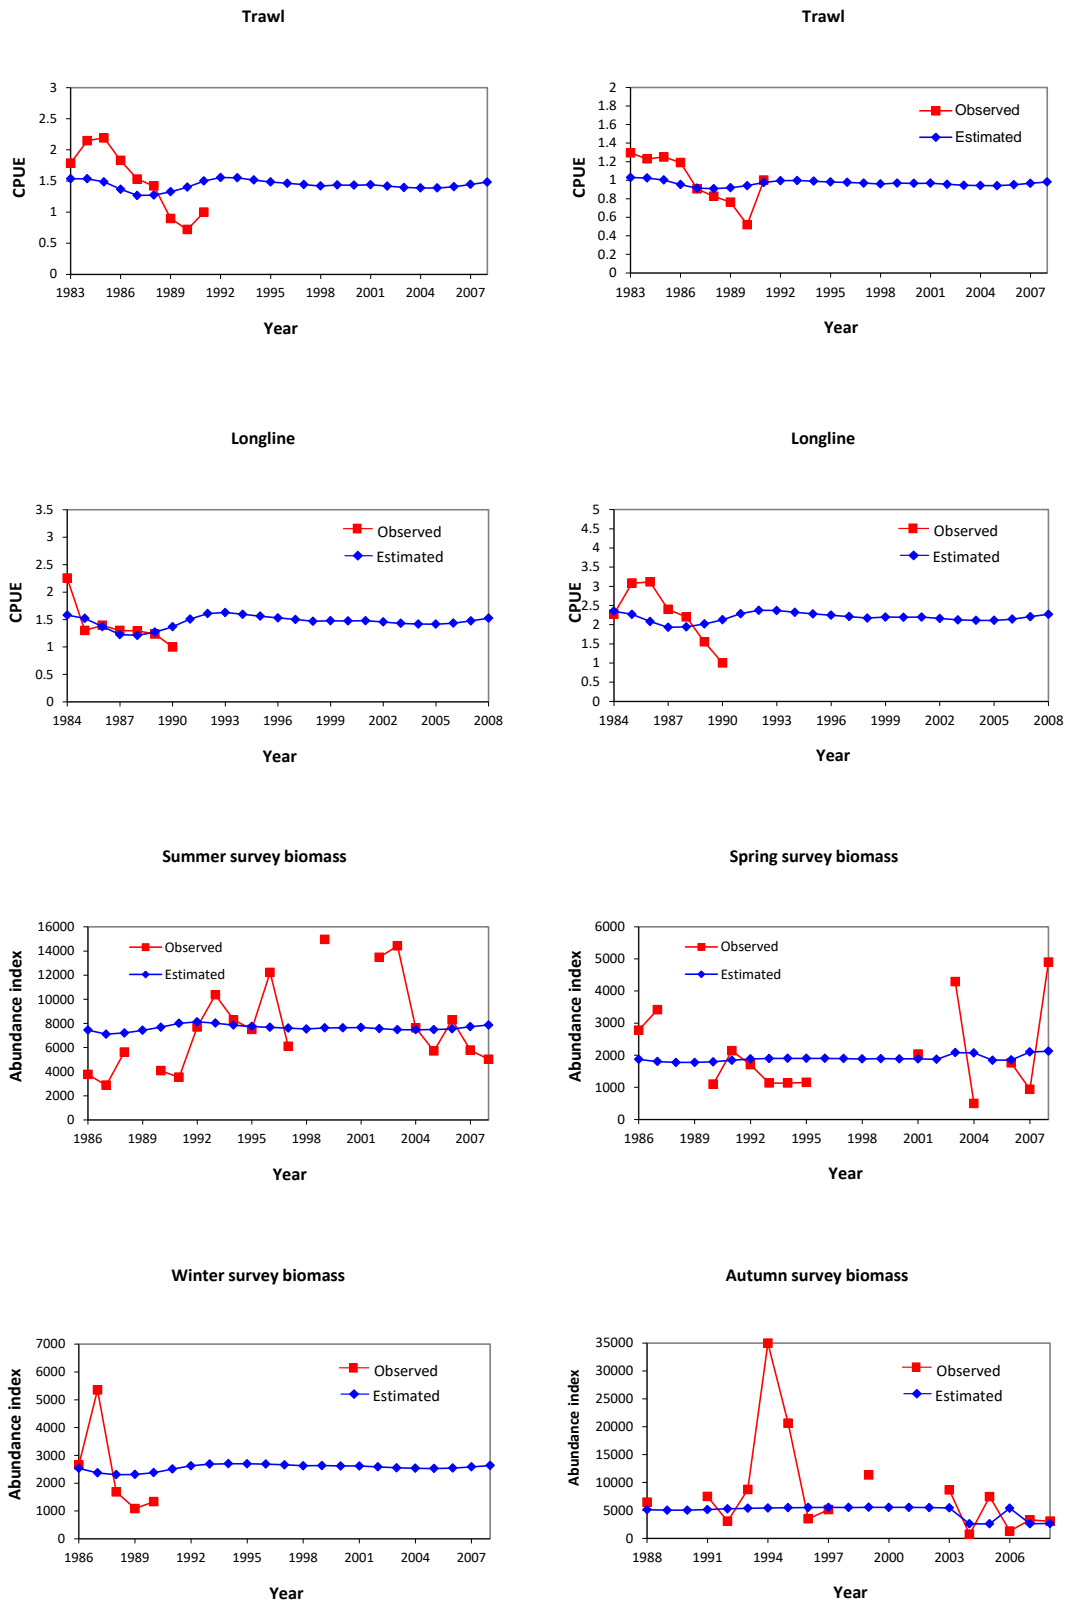 Trawl
3
2.5
2
1.5
1
0.5
0
CPUE
1983 1986 1989 1992 1995 1998 2001 2004 2007
Year
Trawl
2
1.8
1.6
1.4
1.2
1
0.8
0.6
0.4
0.2
0
CPUE
Observed
Estimated
1983 1986 1989 1992 1995 1998 2001 2004 2007
Year
Longline
3.5
3
2.5
2
1.5
1
0.5
0
CPUE
Observed
Estimated
1984 1987 1990 1993 1996 1999 2002 2005 2008
Year
Longline
5
4.5
4
3.5
3
2.5
2
1.5
1
0.5
0
CPUE
Observed
Estimated
1984 1987 1990 1993 1996 1999 2002 2005 2008
Year
Summer survey biomass
16000
14000
12000
10000
8000
6000
4000
2000
0
Abundance index
Observed
Estimated
1986 1989 1992 1995 1998 2001 2004 2007
Year
Spring survey biomass
6000
5000
4000
3000
2000
1000
0
Abundance index
Observed
Estimated
1986 1989 1992 1995 1998 2001 2004 2007
Year
Winter survey biomass
7000
6000
5000
4000
3000
2000
1000
0
Abundance index
Observed
Estimated
1986 1989 1992 1995 1998 2001 2004 2007
Year
Autumn survey biomass
35000
30000
25000
20000
15000
10000
5000
0
Abundance index
Observed
Estimated
1988 1991 1994 1997 2000 2003 2006
Year